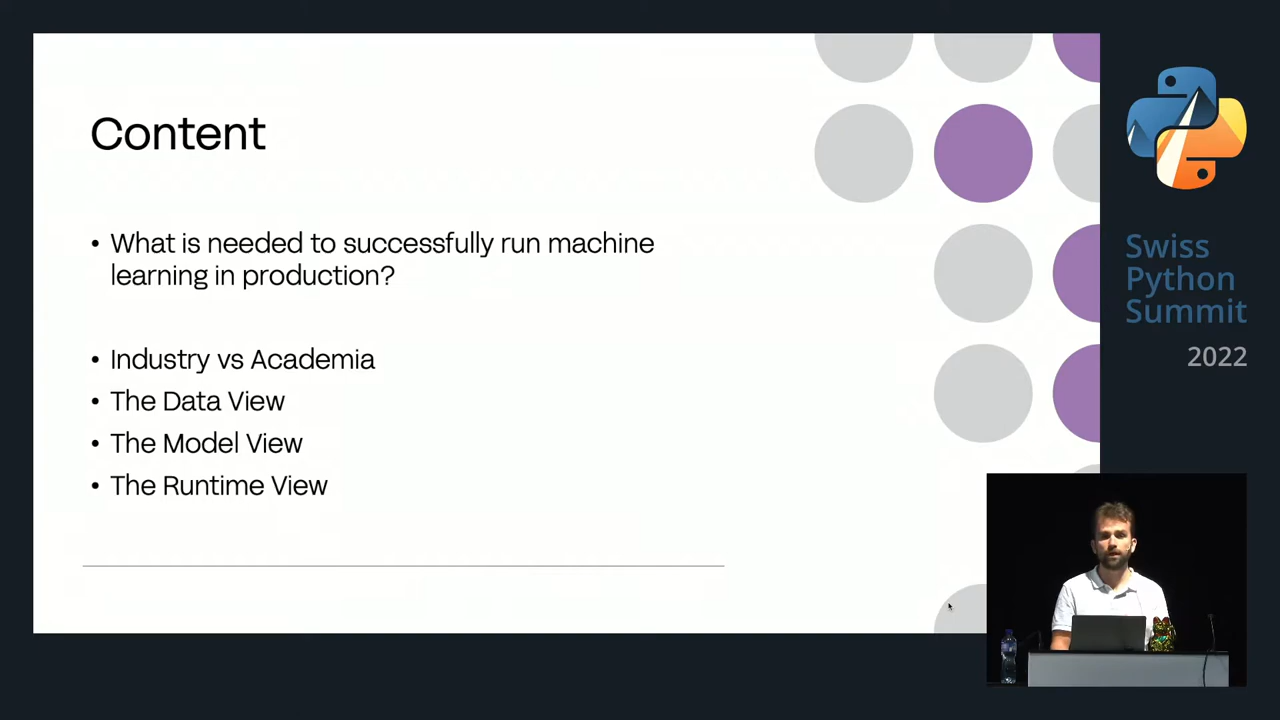 Content
• What is needed to successfully run machine
learning in production?
• Industry vs Academia
• The Data View
• The Model View
• The Runtime View
Swiss
Python
Summit
2022